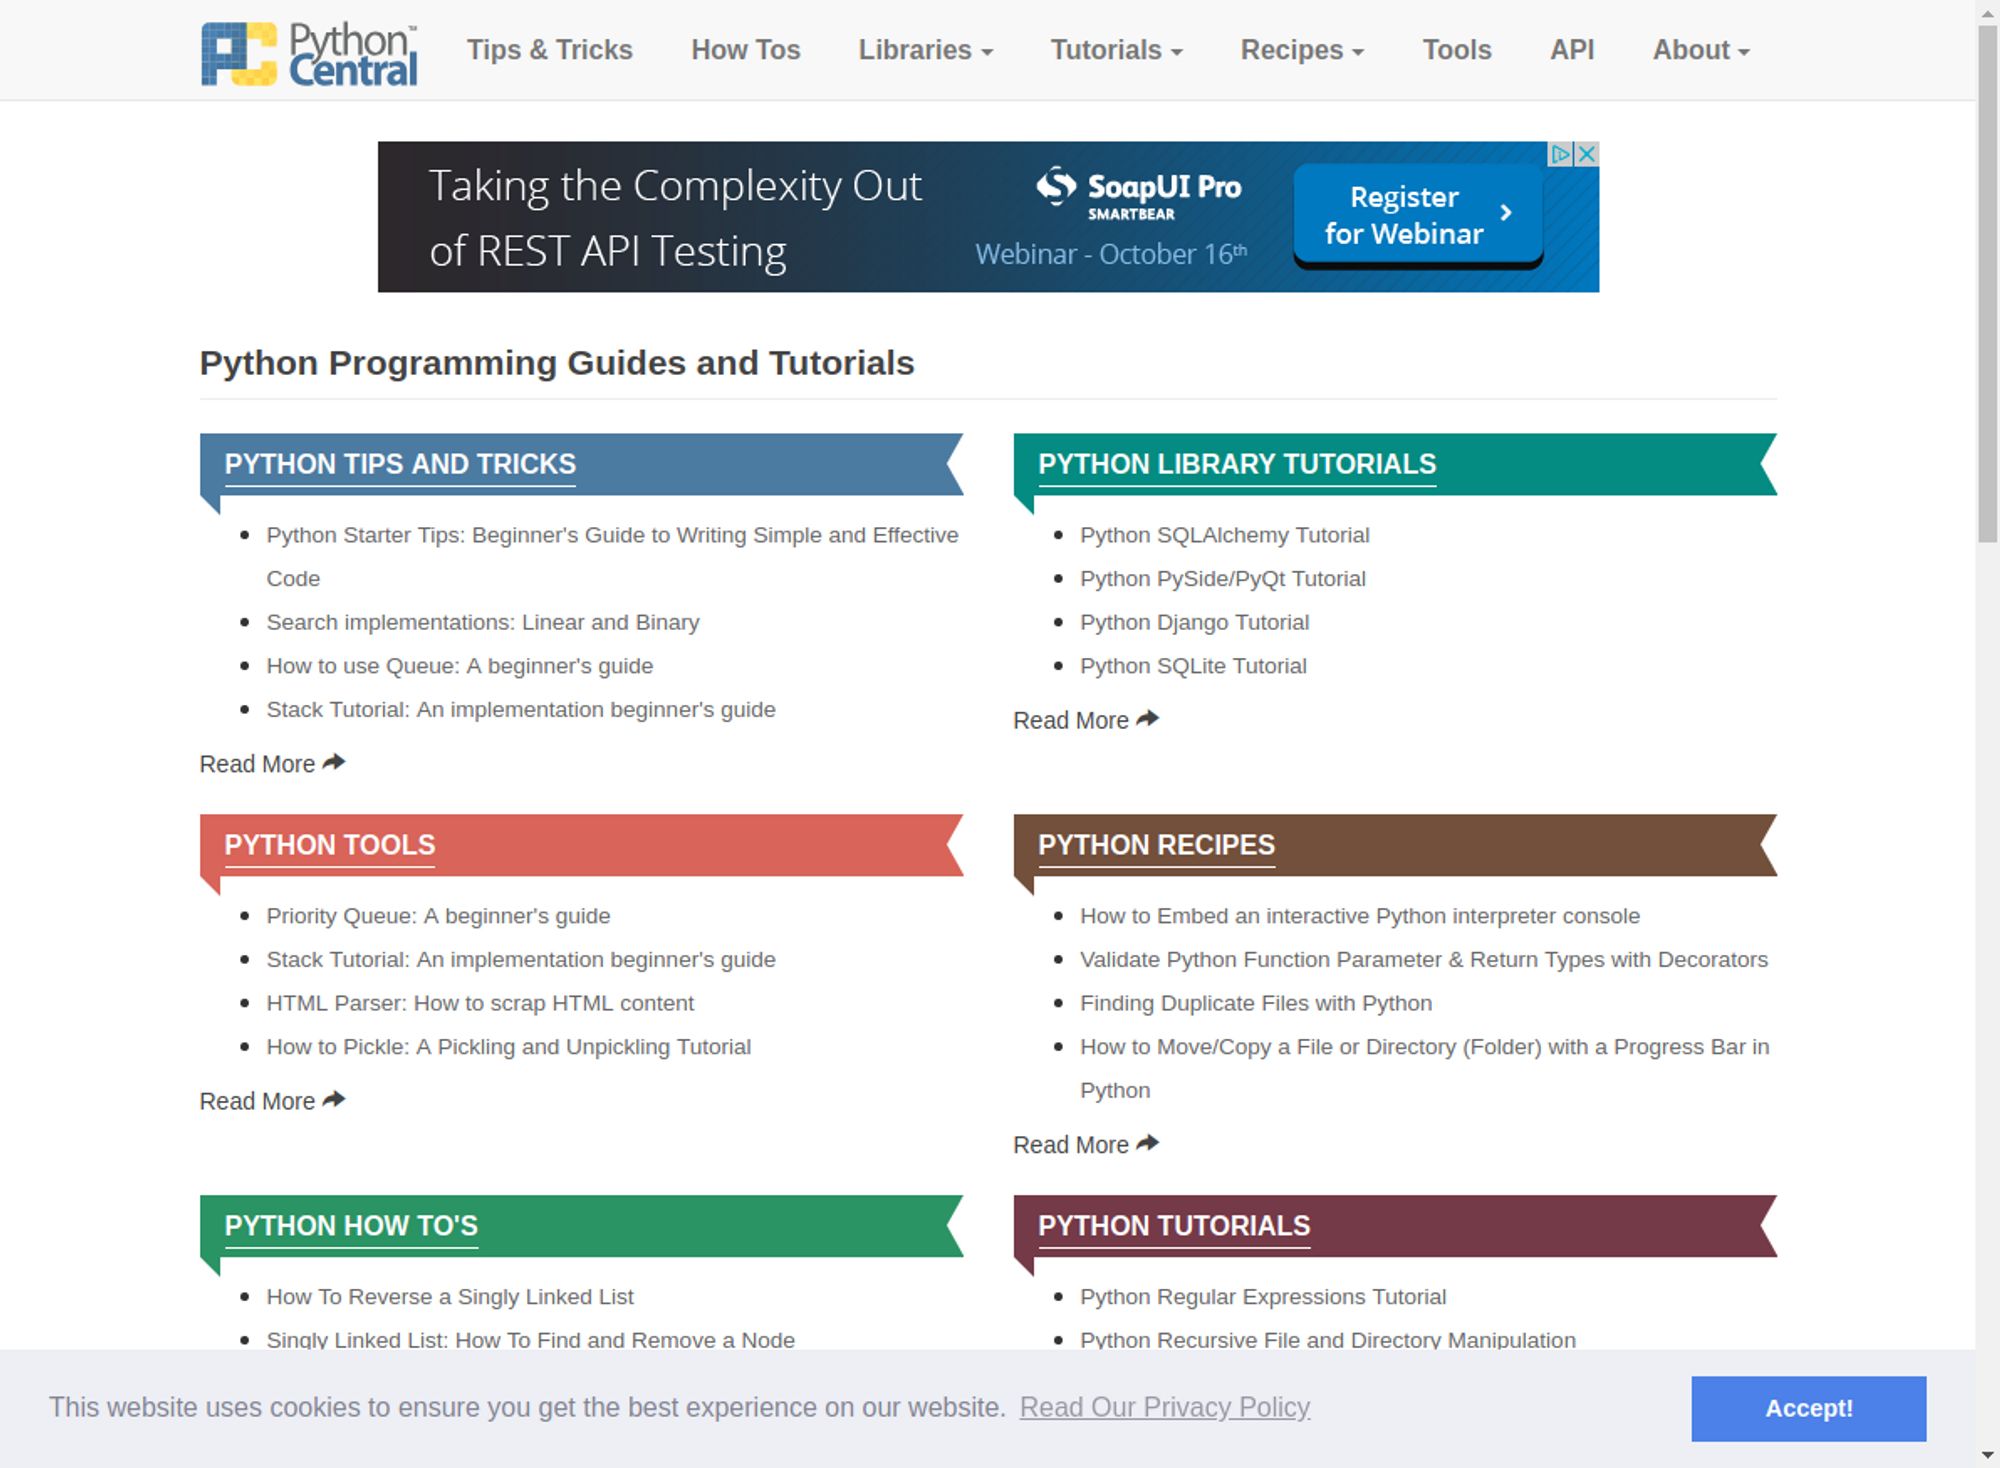 Python™
Central
Tips & Tricks How Tos Libraries Tutorials Recipes Tools API About
Taking the Complexity Out
of REST API Testing
SoapUI Pro
SMARTBEAR
Webinar - October 16th
Register
for Webinar
Python Programming Guides and Tutorials
PYTHON TIPS AND TRICKS
Python Starter Tips: Beginner's Guide to Writing Simple and Effective
Code
Search implementations: Linear and Binary
How to use Queue: A beginner's guide
Stack Tutorial: An implementation beginner's guide
Read More
PYTHON LIBRARY TUTORIALS
Python SQLAlchemy Tutorial
Python PySide/PyQt Tutorial
Python Django Tutorial
Python SQLite Tutorial
Read More
PYTHON TOOLS
Priority Queue: A beginner's guide
Stack Tutorial: An implementation beginner's guide
HTML Parser: How to scrap HTML content
How to Pickle: A Pickling and Unpickling Tutorial
Read More
PYTHON RECIPES
How to Embed an interactive Python interpreter console
Validate Python Function Parameter & Return Types with Decorators
Finding Duplicate Files with Python
How to Move/Copy a File or Directory (Folder) with a Progress Bar in
Python
Read More
PYTHON HOW TO'S
How To Reverse a Singly Linked List
Singly Linked List: How To Find and Remove a Node
PYTHON TUTORIALS
Python Regular Expressions Tutorial
Python Recursive File and Directory Manipulation
This website uses cookies to ensure you get the best experience on our website. Read Our Privacy Policy
Accept!